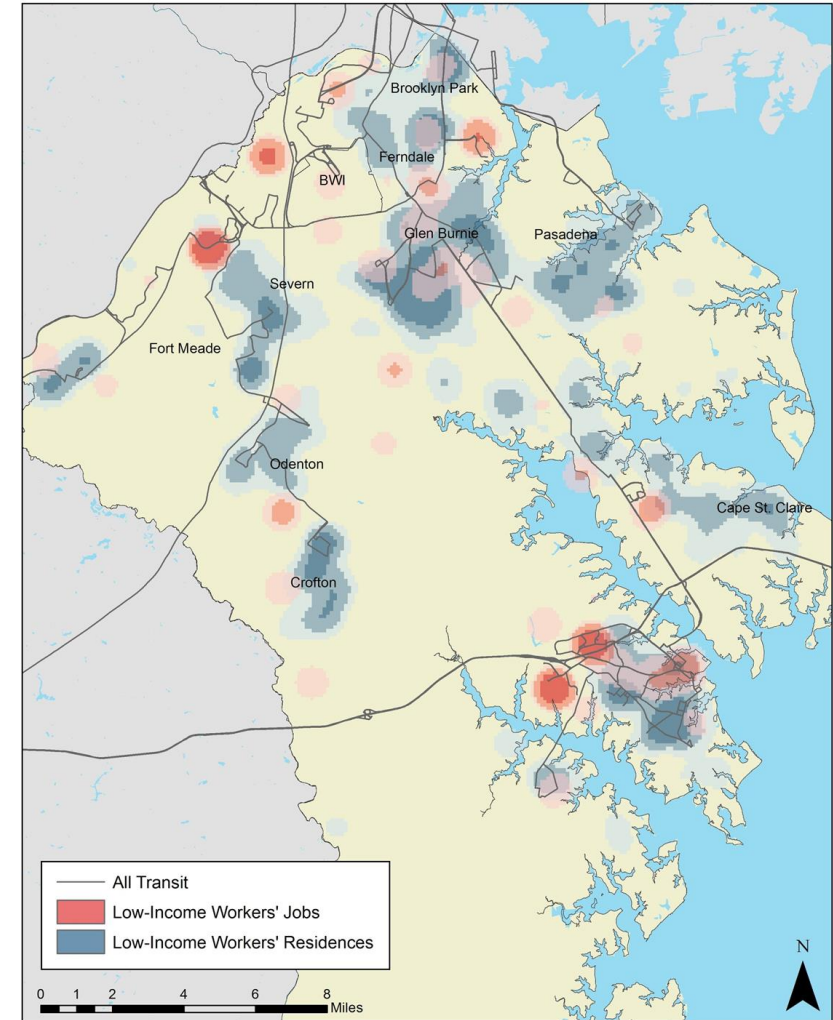 Brooklyn Park
Ferndale
BWI
Glen Burnie
Pasadena
Severn
Fort Meade
Odenton
Cape St. Claire
Crofton
All Transit
Low-Income Workers' Jobs
Low-Income Workers' Residences
N
0 1 2 4 6 8
Miles